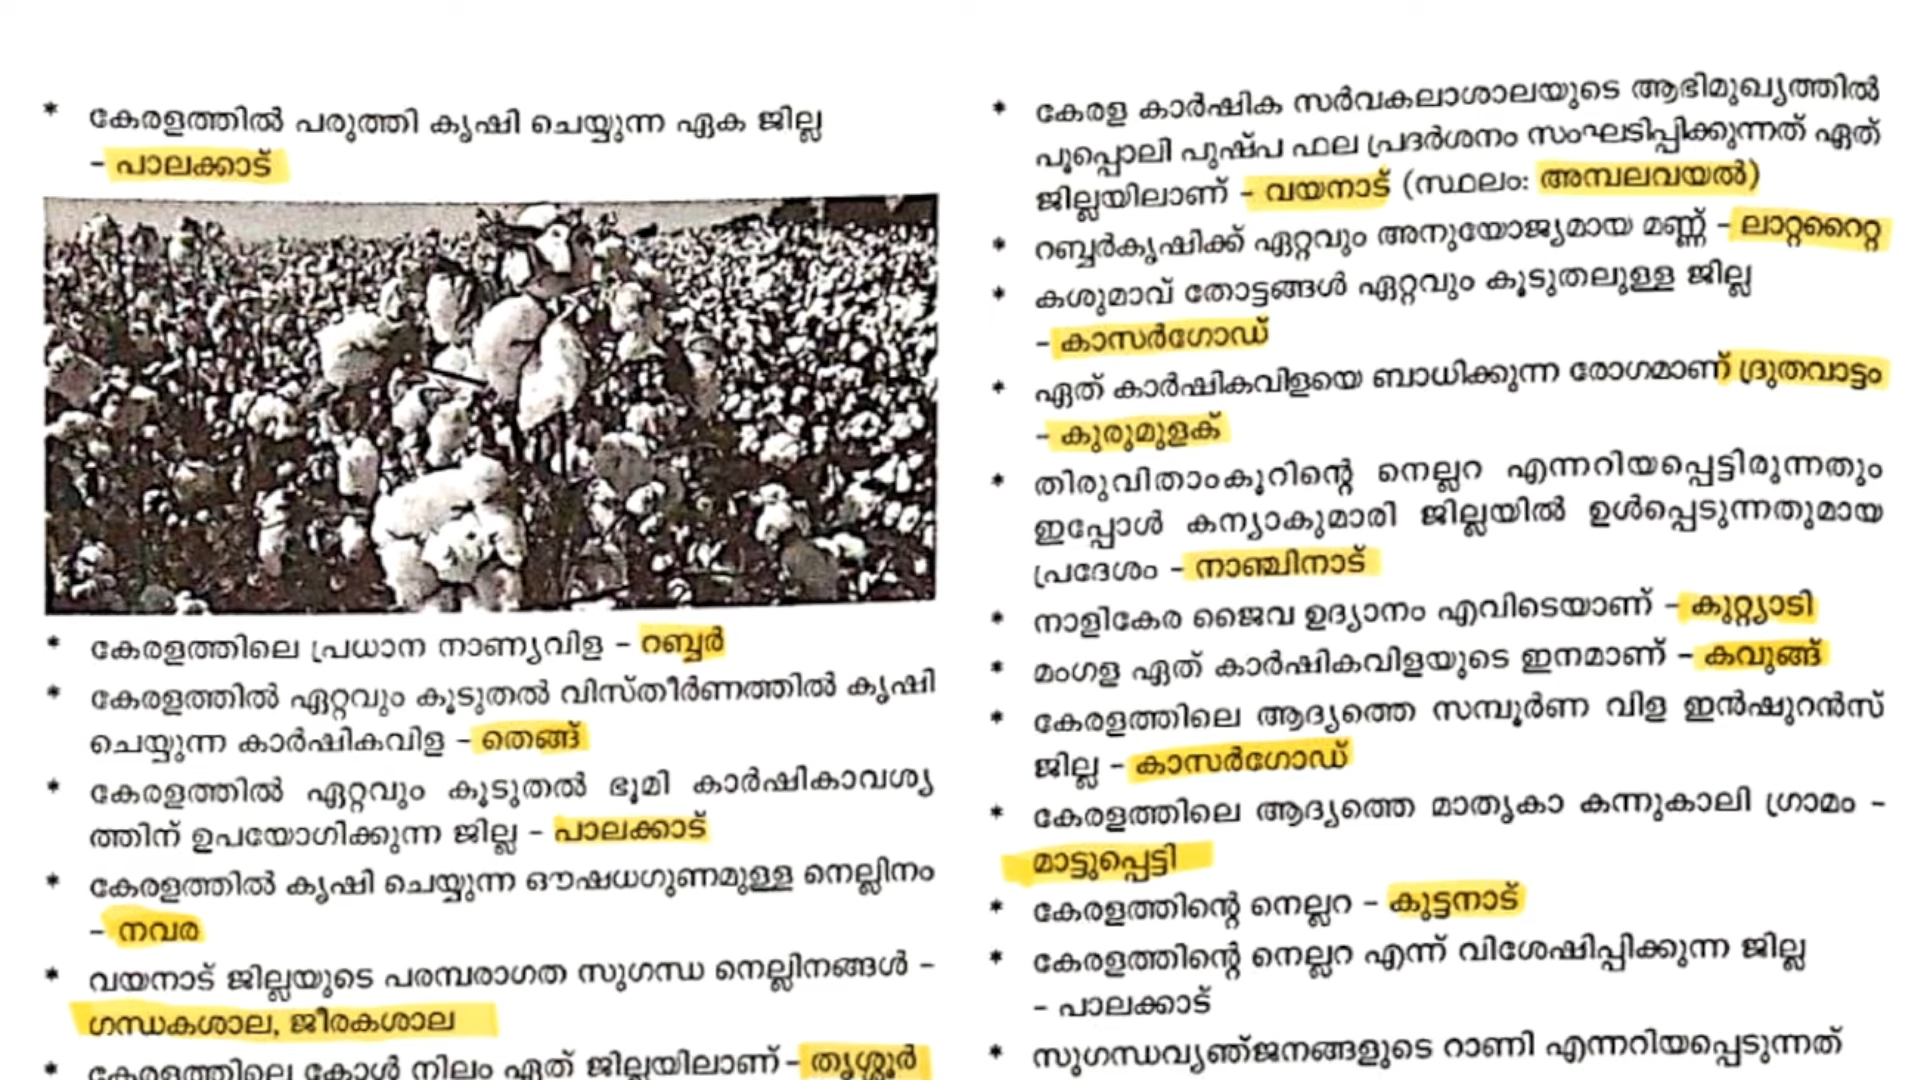 * കേരളത്തിൽ പരുത്തി കൃഷി ചെയ്യുന്ന ഏക ജില്ല
– പാലക്കാട്
* കേരളത്തിലെ പ്രധാന നാണ്യവിള – റബ്ബർ
* കേരളത്തിൽ ഏറ്റവും കൂടുതൽ വിസ്തീർണത്തിൽ കൃഷി
ചെയ്യുന്ന കാർഷികവിള – തെങ്ങ്
* കേരളത്തിൽ ഏറ്റവും കൂടുതൽ ഭൂമി കാർഷികാവശ്യ
ത്തിന് ഉപയോഗിക്കുന്ന ജില്ല – പാലക്കാട്
* കേരളത്തിൽ കൃഷി ചെയ്യുന്ന ഔഷധഗുണമുള്ള നെല്ലിനം
– നവര
* വയനാട് ജില്ലയുടെ പരമ്പരാഗത സുഗന്ധ നെല്ലിനങ്ങൾ –
ഗന്ധകശാല, ജീരകശാല
* കേരളത്തിലെ കോൾ നിലം ഏത് ജില്ലയിലാണ് – തൃശ്ശൂർ
* കേരള കാർഷിക സർവകലാശാലയുടെ ആഭിമുഖ്യത്തിൽ
പൂപ്പൊലി പുഷ്പ ഫല പ്രദർശനം സംഘടിപ്പിക്കുന്നത് ഏത്
ജില്ലയിലാണ് – വയനാട് (സ്ഥലം: അമ്പലവയൽ)
* റബ്ബർകൃഷിക്ക് ഏറ്റവും അനുയോജ്യമായ മണ്ണ് – ലാറ്ററൈറ്റ
* കശുമാവ് തോട്ടങ്ങൾ ഏറ്റവും കൂടുതലുള്ള ജില്ല
– കാസർഗോഡ്
* ഏത് കാർഷികവിളയെ ബാധിക്കുന്ന രോഗമാണ് ദ്രുതവാട്ടം
– കുരുമുളക്
* തിരുവിതാംകൂറിന്റെ നെല്ലറ എന്നറിയപ്പെട്ടിരുന്നതും
ഇപ്പോൾ കന്യാകുമാരി ജില്ലയിൽ ഉൾപ്പെടുന്നതുമായ
പ്രദേശം – നാഞ്ചിനാട്
* നാളികേര ജൈവ ഉദ്യാനം എവിടെയാണ് – കുറ്റ്യാടി
* മംഗള ഏത് കാർഷികവിളയുടെ ഇനമാണ് – കവുങ്ങ്
* കേരളത്തിലെ ആദ്യത്തെ സമ്പൂർണ വിള ഇൻഷുറൻസ്
ജില്ല – കാസർഗോഡ്
* കേരളത്തിലെ ആദ്യത്തെ മാതൃകാ കന്നുകാലി ഗ്രാമം –
മാട്ടുപ്പെട്ടി
* കേരളത്തിന്റെ നെല്ലറ – കുട്ടനാട്
* കേരളത്തിന്റെ നെല്ലറ എന്ന് വിശേഷിപ്പിക്കുന്ന ജില്ല
– പാലക്കാട്
* സുഗന്ധവ്യഞ്ജനങ്ങളുടെ റാണി എന്നറിയപ്പെടുന്നത്